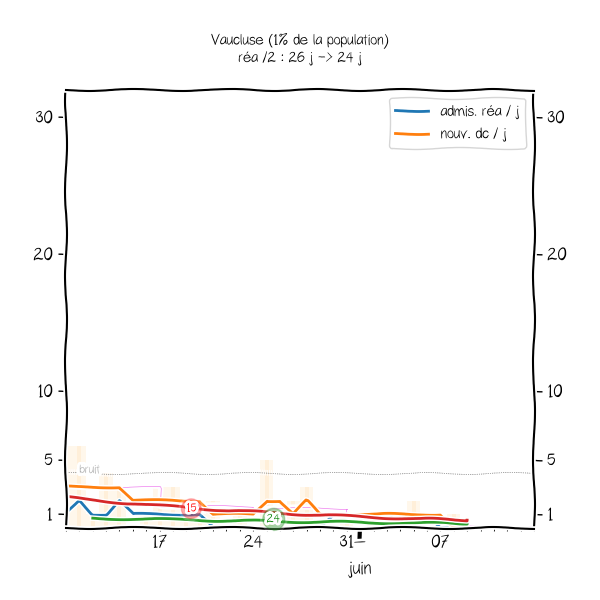 Vaucluse (1% de la population)
réa /2 : 26 j -> 24 j
admis. réa / j
nouv. dc / j
30
30
20
20
10
10
5
5
bruit
1
1
15
24
17
24
31
07
juin